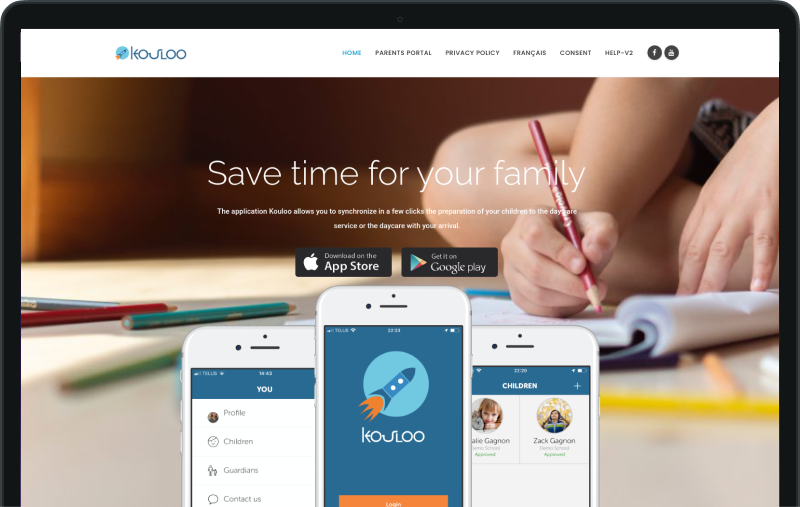 KOULOO
HOME PARENTS PORTAL PRIVACY POLICY FRANÇAIS CONSENT HELP-V2
Save time for your family
The application Kouloo allows you to synchronize in a few clicks the preparation of your children to the daycare
service or the daycare with your arrival.
Download on the
App Store
Get it on
Google play
TELUS 14:43
YOU
Profile
Children
Guardians
Contact us
TELUS 22:23
KOULOO
Login
22:20
CHILDREN +
alie Gagnon
Demo School
Approved
Zack Gagnon
Demo School
Approved